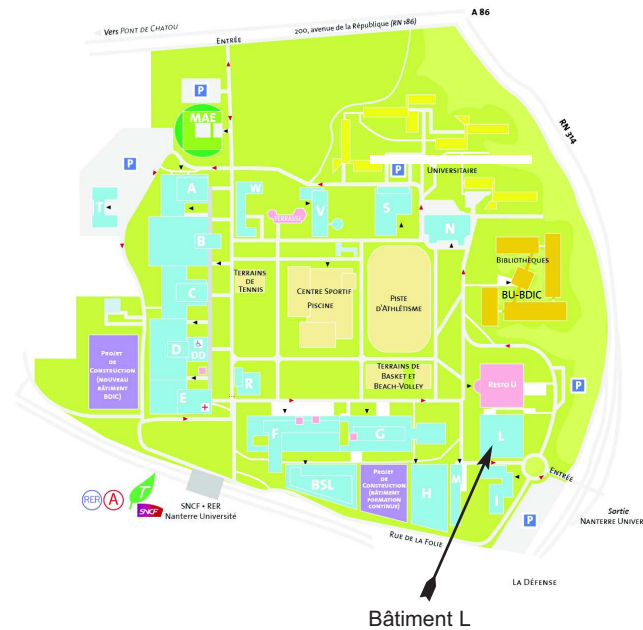 A 86
Vers PONT DE CHATOU
200, avenue de la République (RN 186)
ENTRÉE
P
MAE
RN 314
P
P
UNIVERSITAIRE
A
W
T
TERRASSE
V
S
N
B
BIBLIOTHÈQUES
BU-BDIC
TERRAINS
DE
TENNIS
CENTRE SPORTIF
PISCINE
PISTE
D'ATHLÉTISME
C
PROJET
DE
CONSTRUCTION
(NOUVEAU
BÂTIMENT
BDIC)
D
DD
TERRAINS DE
BASKET ET
BEACH-VOLLEY
R
RESTO U
P
E
F
G
L
BSL
PROJET
DE
CONSTRUCTION
(BÂTIMENT
FORMATION
CONTINUE)
H
M
I
ENTRÉE
RER
A
T
SNCF
SNCF • RER
Nanterre Université
P
Sortie
NANTERRE UNIVER
RUE DE LA FOLIE
LA DÉFENSE
Bâtiment L